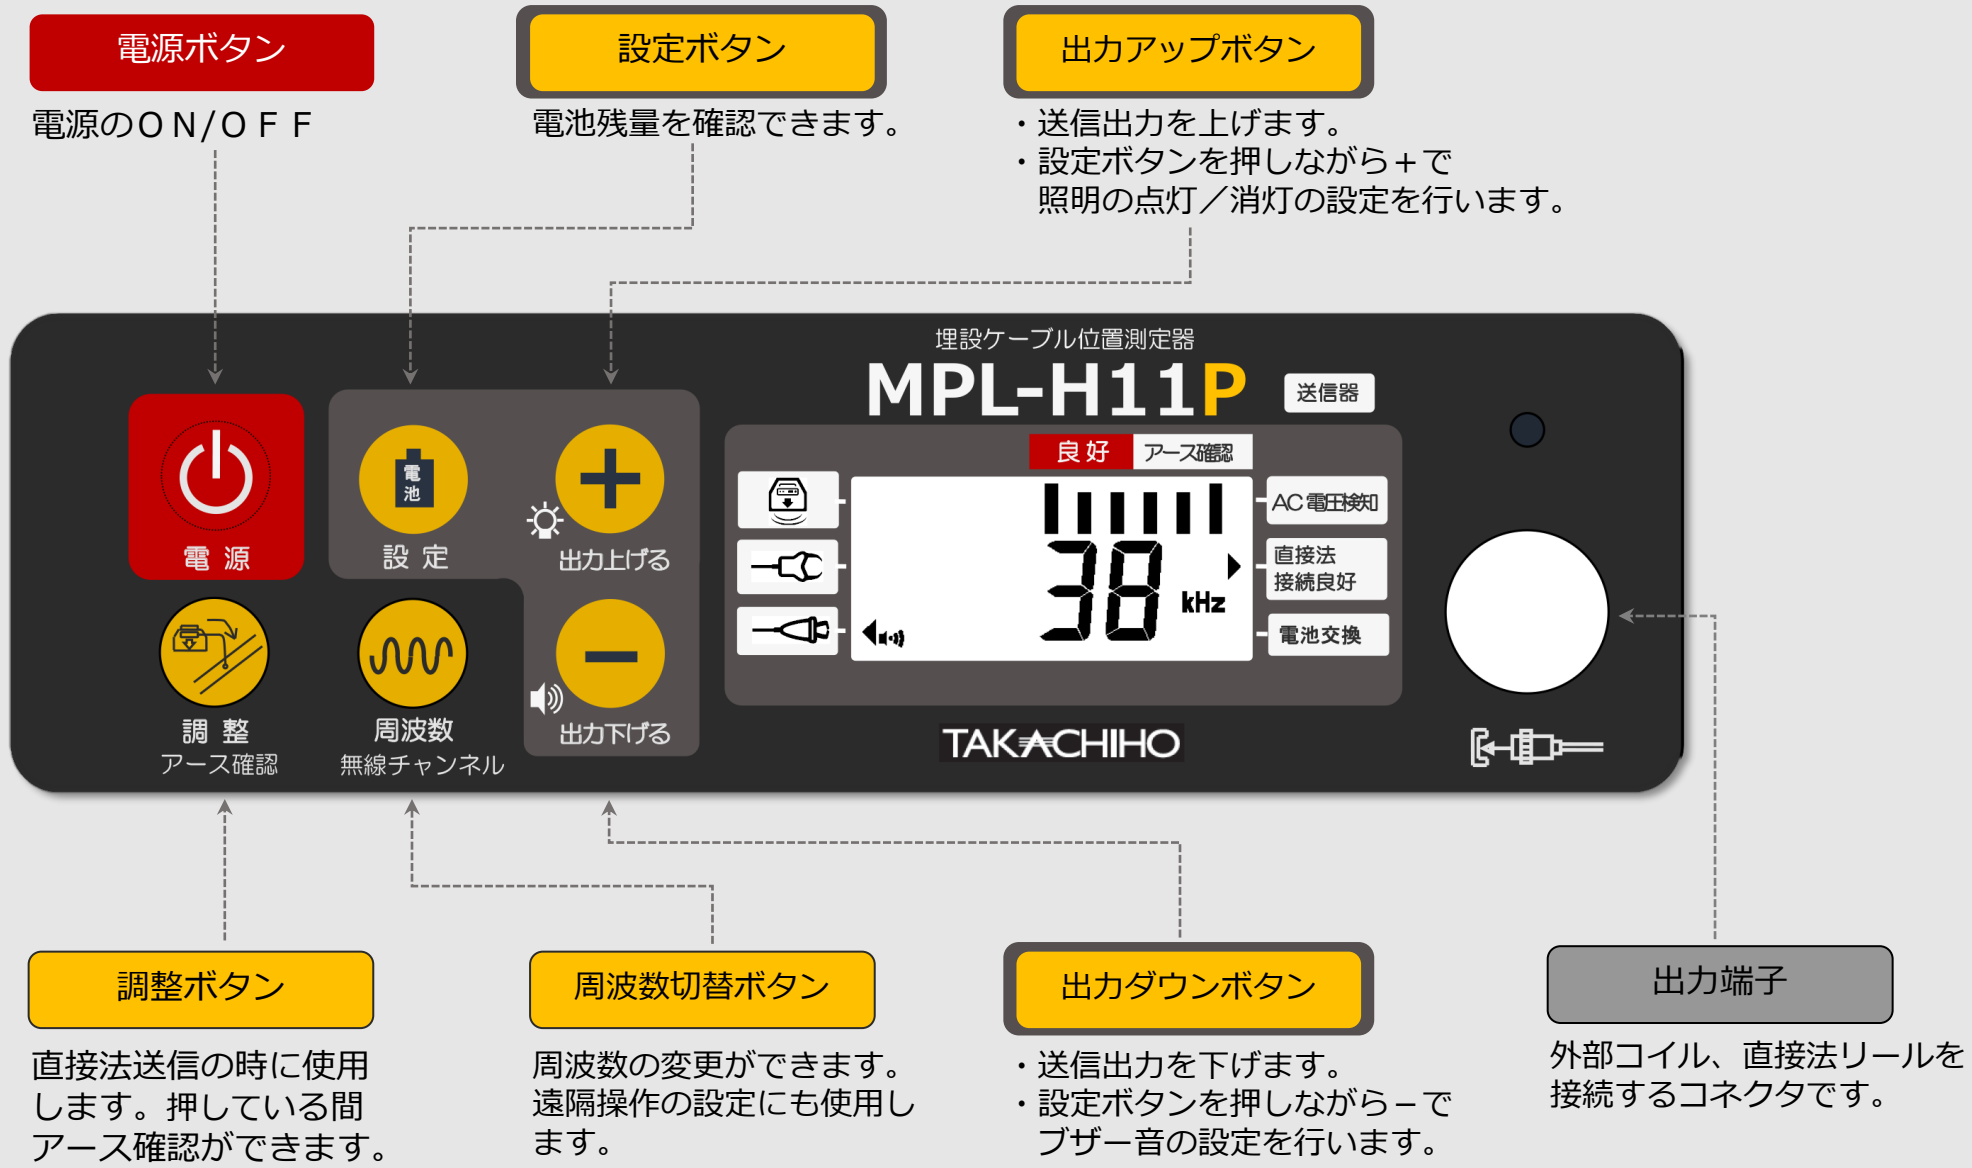 電源ボタン
電源のＯＮ/ＯＦＦ
設定ボタン
電池残量を確認できます。
出力アップボタン
・送信出力を上げます。
・設定ボタンを押しながら＋で
照明の点灯／消灯の設定を行います。
埋設ケーブル位置測定器
MPL-H11P
送信器
電源
電池
設定
出力上げる
調整
アース確認
周波数
無線チャンネル
出力下げる
良好
アース確認
38
kHz
AC電圧検知
直接法
接続良好
電池交換
TAKACHIHO
調整ボタン
直接法送信の時に使用
します。押している間
アース確認ができます。
周波数切替ボタン
周波数の変更ができます。
遠隔操作の設定にも使用し
ます。
出力ダウンボタン
・送信出力を下げます。
・設定ボタンを押しながら－で
ブザー音の設定を行います。
出力端子
外部コイル、直接法リールを
接続するコネクタです。